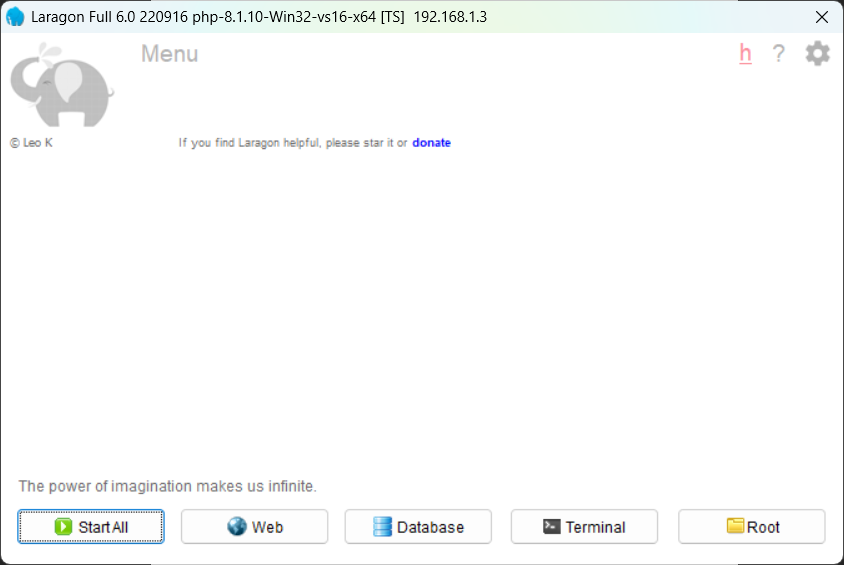 Laragon Full 6.0 220916 php-8.1.10-Win32-vs16-x64 [TS]  192.168.1.3
Menu
h ?
© Leo K
If you find Laragon helpful, please star it or donate
The power of imagination makes us infinite.
Start All
Web
Database
Terminal
Root